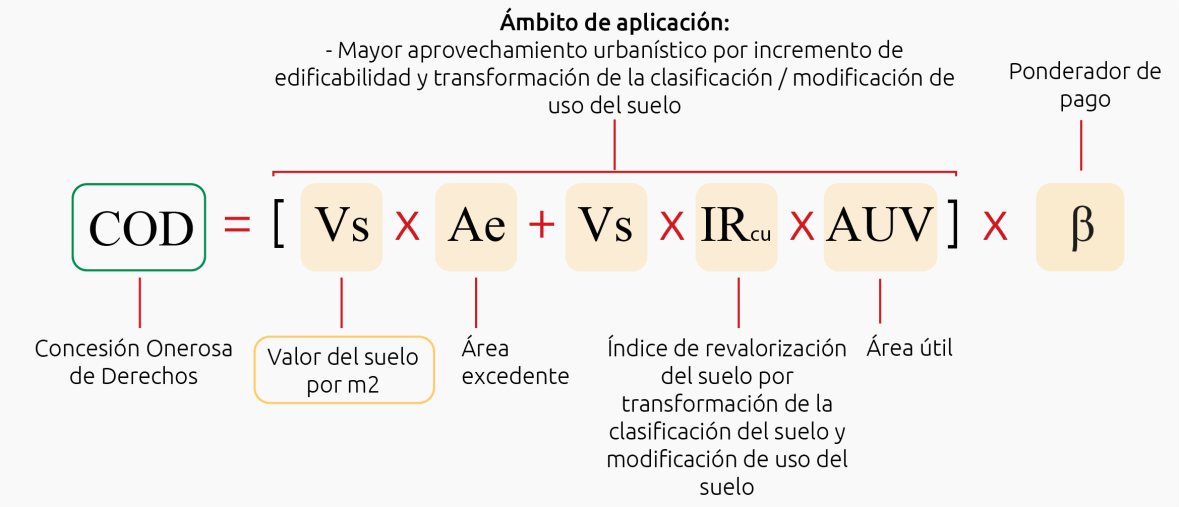 Ámbito de aplicación:
- Mayor aprovechamiento urbanístico por incremento de
edificabilidad y transformación de la clasificación / modificación de
uso del suelo
Ponderador de
pago
COD = [ Vs X Ae + Vs X IRcu X AUV ] X β
Concesión Onerosa
de Derechos
Valor del suelo
por m2
Área
excedente
Índice de revalorización
del suelo por
transformación de la
clasificación del suelo y
modificación de uso del
suelo
Área útil